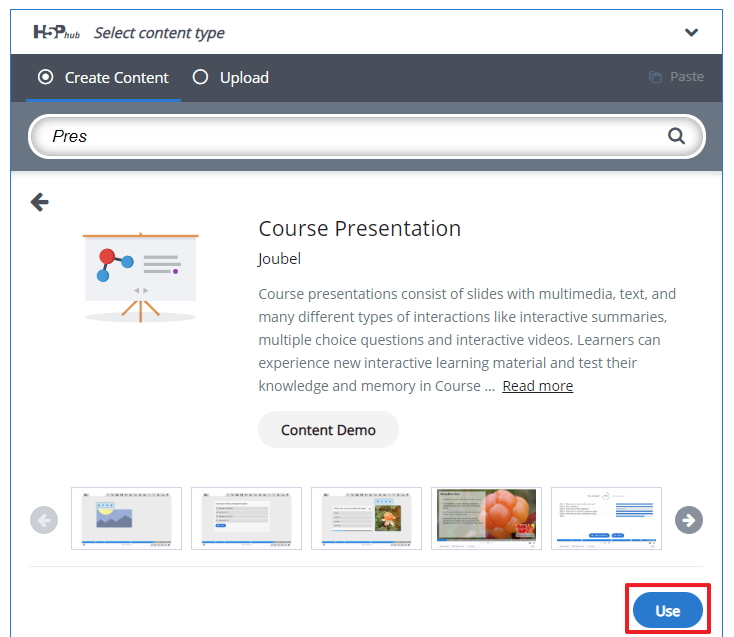 H5P hub Select content type
Create Content Upload Paste
Pres
Course Presentation
Joubel
Course presentations consist of slides with multimedia, text, and
many different types of interactions like interactive summaries,
multiple choice questions and interactive videos. Learners can
experience new interactive learning material and test their
knowledge and memory in Course ... Read more
Content Demo
Use